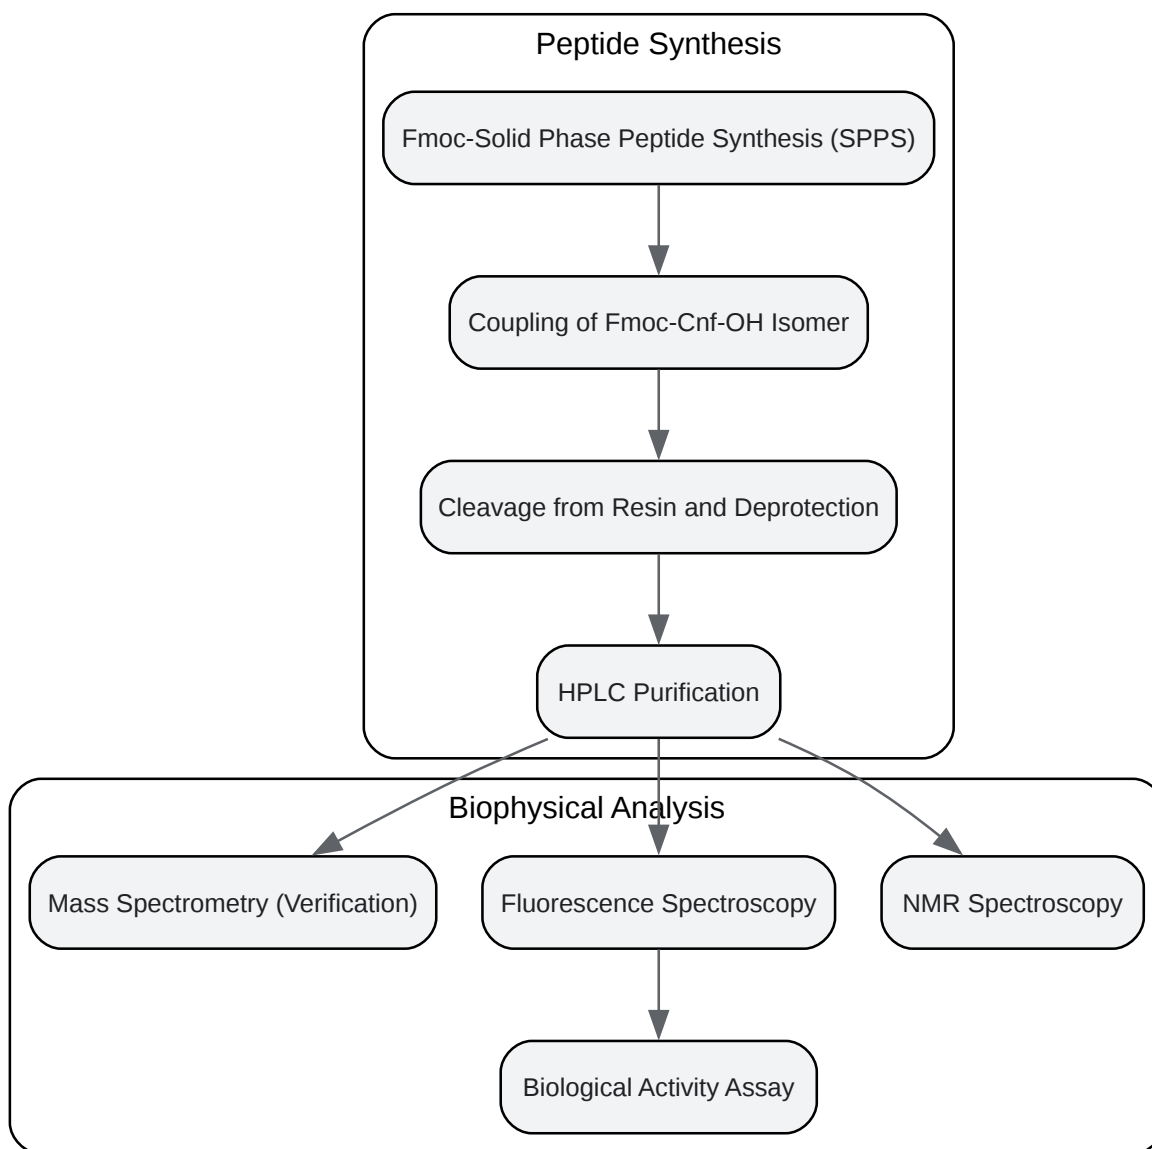 Peptide Synthesis
Fmoc-Solid Phase Peptide Synthesis (SPPS)
Coupling of Fmoc-Cnf-OH Isomer
Cleavage from Resin and Deprotection
HPLC Purification
Biophysical Analysis
Mass Spectrometry (Verification)
Fluorescence Spectroscopy
NMR Spectroscopy
Biological Activity Assay